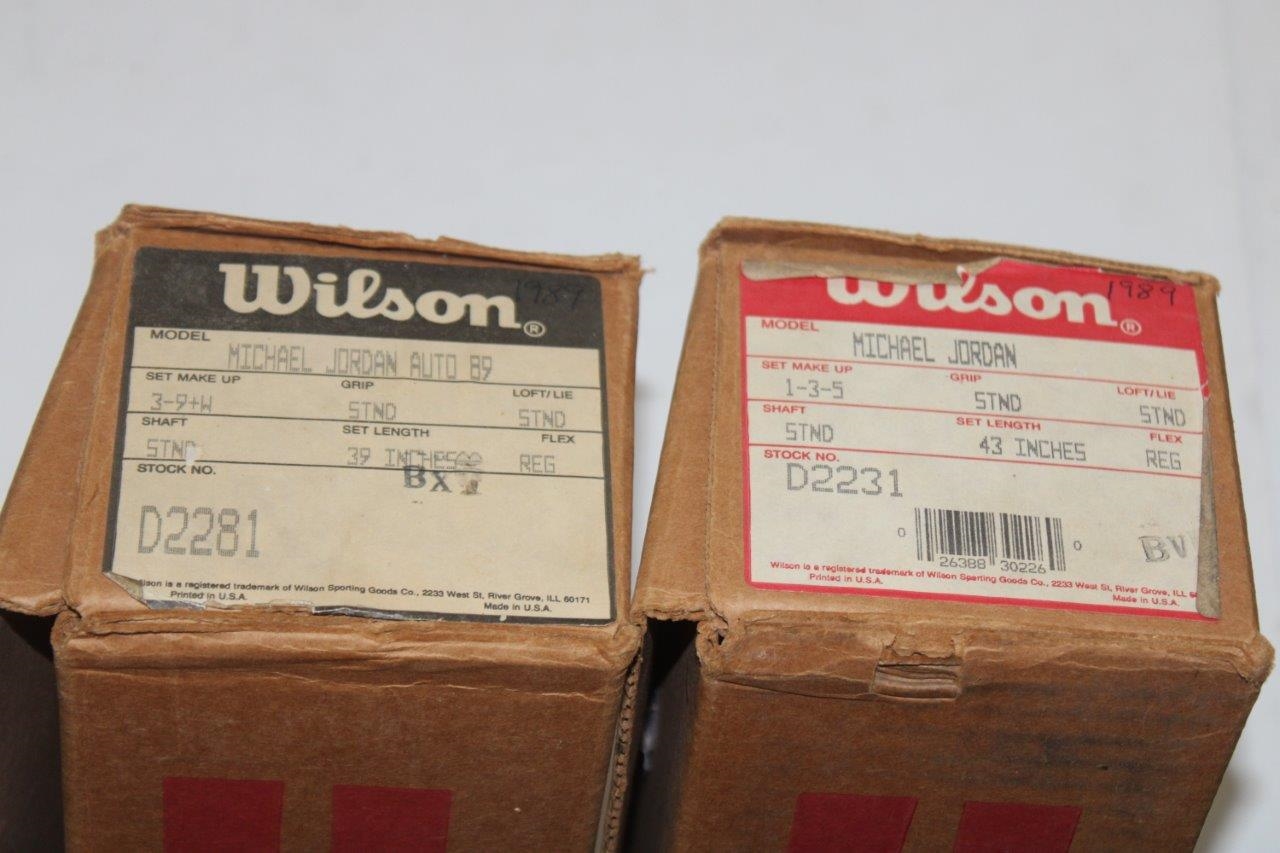 Wilson®
1989
MODEL
MICHAEL JORDAN AUTO 89
SET MAKE UP GRIP LOFT/LIE
3-9+W STND STND
SHAFT SET LENGTH FLEX
STND 39 INCHES REG
STOCK NO.
BX
D2281
Wilson is a registered trademark of Wilson Sporting Goods Co., 2233 West St, River Grove, ILL 60171
Printed in U.S.A. Made in U.S.A.
Wilson®
1989
MODEL
MICHAEL JORDAN
SET MAKE UP GRIP LOFT/LIE
1-3-5 STND STND
SHAFT SET LENGTH FLEX
STND 43 INCHES REG
STOCK NO.
D2231
0 26388 30226 0
BV
Wilson is a registered trademark of Wilson Sporting Goods Co., 2233 West St, River Grove, ILL
Printed in U.S.A. Made in U.S.A.